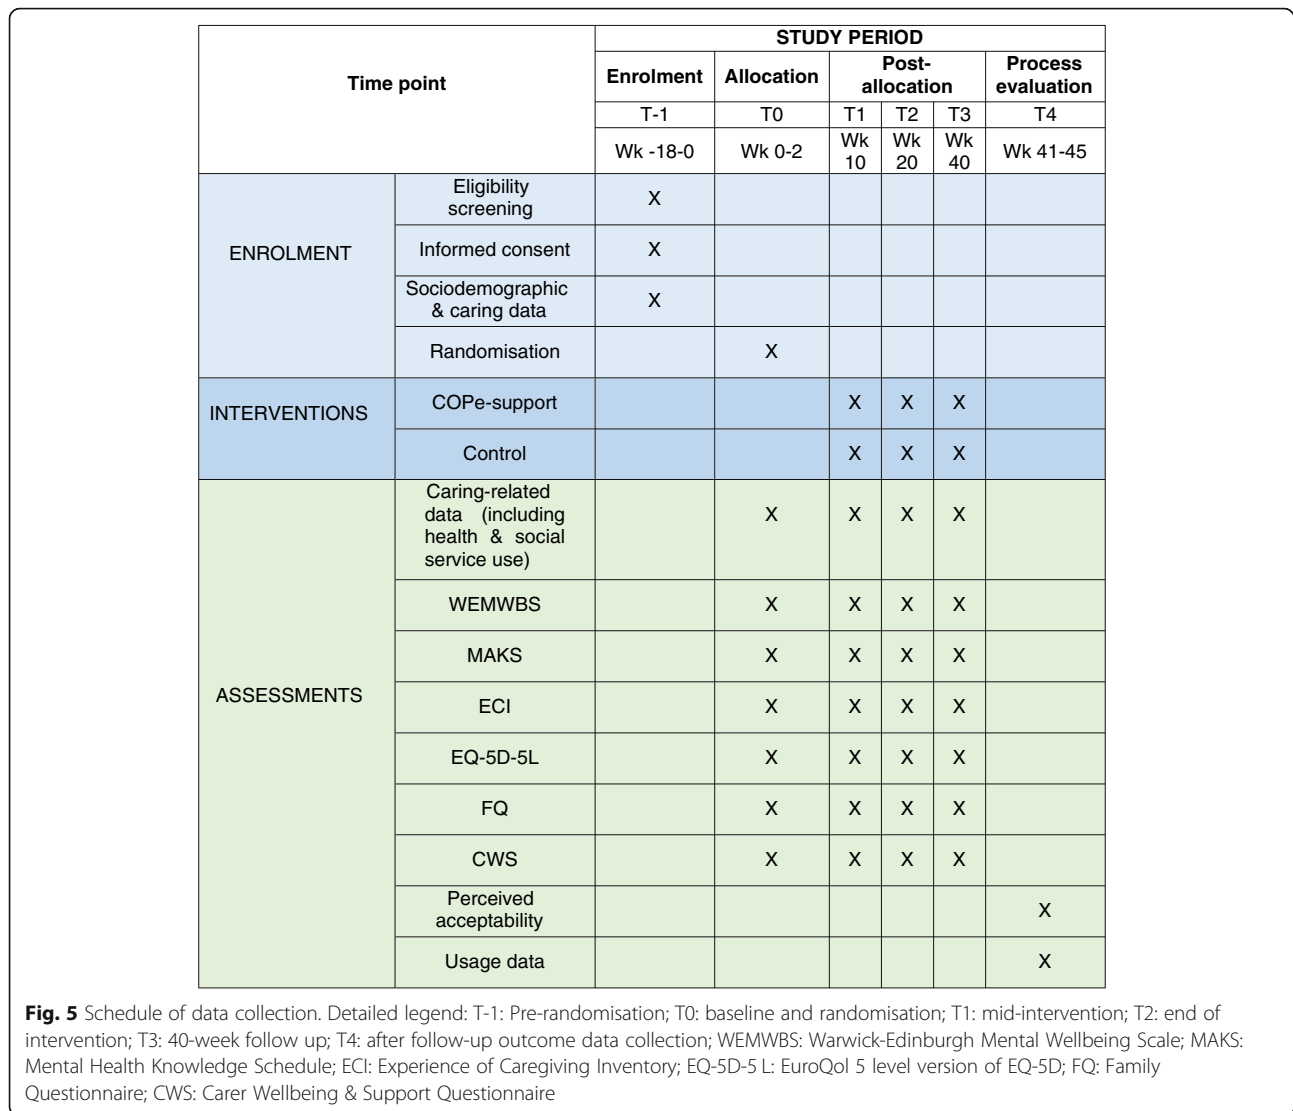 STUDY PERIOD
Time point
Enrolment Allocation Post-allocation Process evaluation
T-1 T0 T1 T2 T3 T4
Wk -18-0 Wk 0-2 Wk 10 Wk 20 Wk 40 Wk 41-45
ENROLMENT
Eligibility
screening X
Informed consent X
Sociodemographic
& caring data X
Randomisation X
INTERVENTIONS
COPe-support X X X
Control X X X
ASSESSMENTS
Caring-related
data (including
health & social
service use) X X X X
WEMWBS X X X X
MAKS X X X X
ECI X X X X
EQ-5D-5L X X X X
FQ X X X X
CWS X X X X
Perceived
acceptability X
Usage data X
Fig. 5 Schedule of data collection. Detailed legend: T-1: Pre-randomisation; T0: baseline and randomisation; T1: mid-intervention; T2: end of
intervention; T3: 40-week follow up; T4: after follow-up outcome data collection; WEMWBS: Warwick-Edinburgh Mental Wellbeing Scale; MAKS:
Mental Health Knowledge Schedule; ECI: Experience of Caregiving Inventory; EQ-5D-5 L: EuroQol 5 level version of EQ-5D; FQ: Family
Questionnaire; CWS: Carer Wellbeing & Support Questionnaire